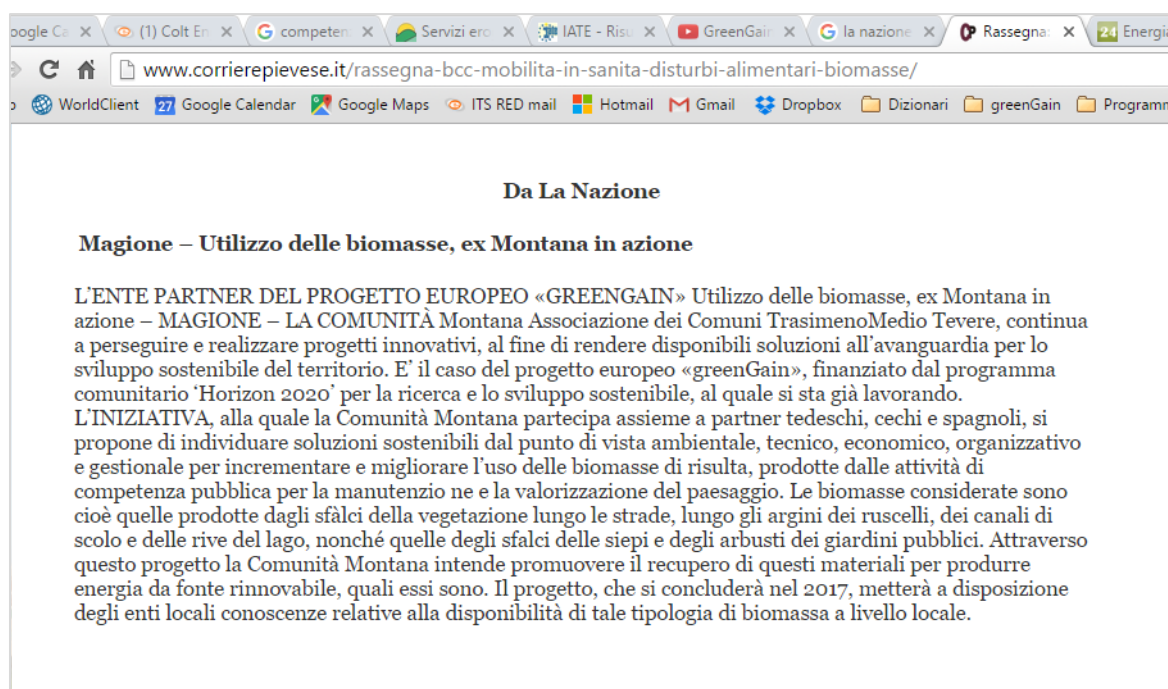 oogle Ca
(1) Colt En
competen
Servizi ero
IATE - Risu
GreenGain
la nazione
Rassegna:
24 Energia
www.corrierepievese.it/rassegna-bcc-mobilita-in-sanita-disturbi-alimentari-biomasse/
WorldClient 27 Google Calendar Google Maps ITS RED mail Hotmail Gmail Dropbox Dizionari greenGain Programm
Da La Nazione
Magione – Utilizzo delle biomasse, ex Montana in azione
L’ENTE PARTNER DEL PROGETTO EUROPEO «GREENGAIN» Utilizzo delle biomasse, ex Montana in
azione – MAGIONE – LA COMUNITÀ Montana Associazione dei Comuni TrasimenoMedio Tevere, continua
a perseguire e realizzare progetti innovativi, al fine di rendere disponibili soluzioni all’avanguardia per lo
sviluppo sostenibile del territorio. E’ il caso del progetto europeo «greenGain», finanziato dal programma
comunitario ‘Horizon 2020’ per la ricerca e lo sviluppo sostenibile, al quale si sta già lavorando.
L’INIZIATIVA, alla quale la Comunità Montana partecipa assieme a partner tedeschi, cechi e spagnoli, si
propone di individuare soluzioni sostenibili dal punto di vista ambientale, tecnico, economico, organizzativo
e gestionale per incrementare e migliorare l’uso delle biomasse di risulta, prodotte dalle attività di
competenza pubblica per la manutenzio ne e la valorizzazione del paesaggio. Le biomasse considerate sono
cioè quelle prodotte dagli sfàlci della vegetazione lungo le strade, lungo gli argini dei ruscelli, dei canali di
scolo e delle rive del lago, nonché quelle degli sfalci delle siepi e degli arbusti dei giardini pubblici. Attraverso
questo progetto la Comunità Montana intende promuovere il recupero di questi materiali per produrre
energia da fonte rinnovabile, quali essi sono. Il progetto, che si concluderà nel 2017, metterà a disposizione
degli enti locali conoscenze relative alla disponibilità di tale tipologia di biomassa a livello locale.